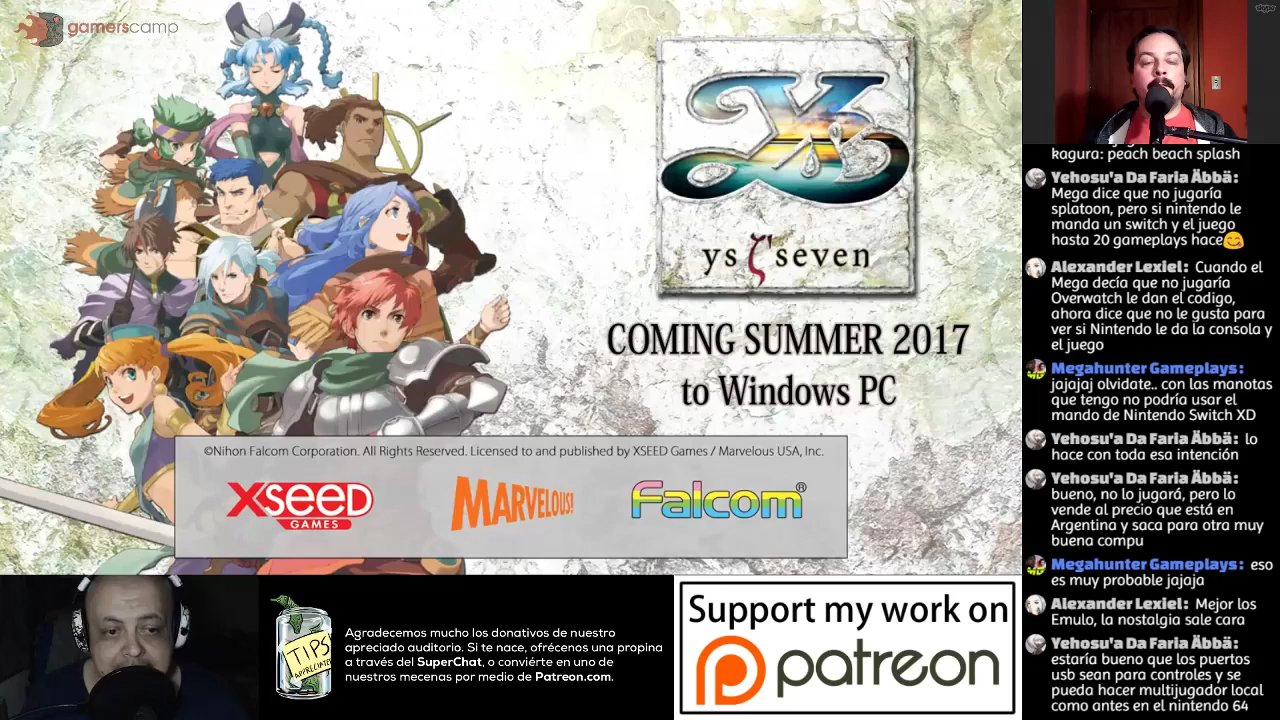 gamerscamp
Ys
ys seven
COMING SUMMER 2017
to Windows PC
©Nihon Falcom Corporation. All Rights Reserved. Licensed to and published by XSEED Games / Marvelous USA, Inc.
XSEED
GAMES
MARVELOUS!
Falcom®
TIPS
APPRECIATED
Agradecemos mucho los donativos de nuestro
apreciado auditorio. Si te nace, ofrécenos una propina
a través del SuperChat, o conviérte en uno de
nuestros mecenas por medio de Patreon.com.
Support my work on
patreon
skype
kagura: peach beach splash
Yehosu'a Da Faria Äbbä:
Mega dice que no jugaría
splatoon, pero si nintendo le
manda un switch y el juego
hasta 20 gameplays hace😋
Alexander Lexiel: Cuando el
Mega decía que no jugaría
Overwatch le dan el codigo,
ahora dice que no le gusta para
ver si Nintendo le da la consola y
el juego
Megahunter Gameplays:
jajajaj olvidate.. con las manotas
que tengo no podría usar el
mando de Nintendo Switch XD
Yehosu'a Da Faria Äbbä: lo
hace con toda esa intención
Yehosu'a Da Faria Äbbä:
bueno, no lo jugará, pero lo
vende al precio que está en
Argentina y saca para otra muy
buena compu
Megahunter Gameplays: eso
es muy probable jajaja
Alexander Lexiel: Mejor los
Emulo, la nostalgia sale cara
Yehosu'a Da Faria Äbbä:
estaría bueno que los puertos
usb sean para controles y se
pueda hacer multijugador local
como antes en el nintendo 64